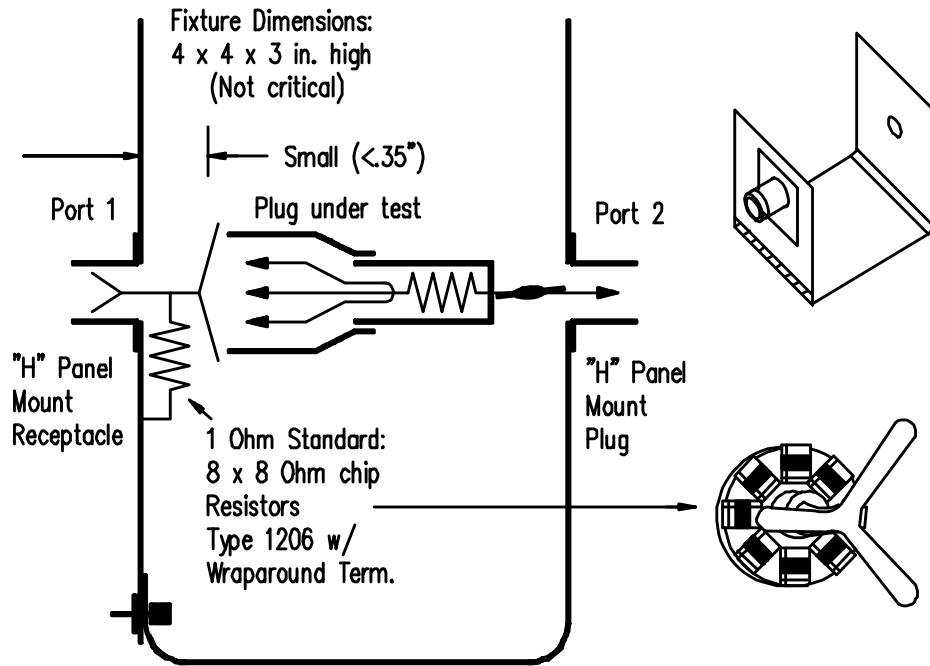 Fixture Dimensions:
4 x 4 x 3 in. high
(Not critical)
Small (<.35")
Port 1
Plug under test
Port 2
"H" Panel
Mount
Receptacle
"H" Panel
Mount
Plug
1 Ohm Standard:
8 x 8 Ohm chip
Resistors
Type 1206 w/
Wraparound Term.